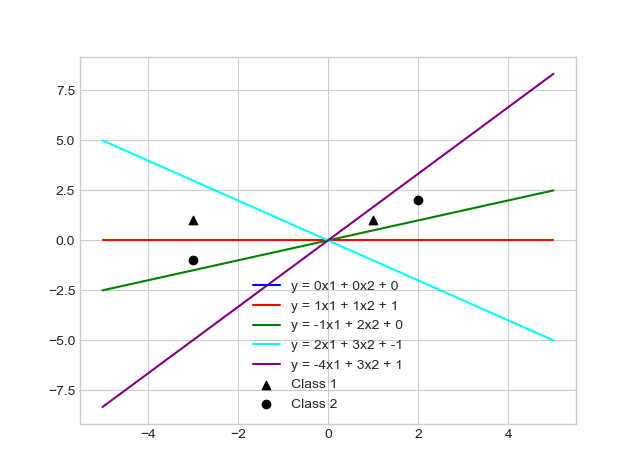 7.5
5.0
2.5
0.0
−2.5
−5.0
−7.5
y = 0x1 + 0x2 + 0
y = 1x1 + 1x2 + 1
y = -1x1 + 2x2 + 0
y = 2x1 + 3x2 + -1
y = -4x1 + 3x2 + 1
Class 1
Class 2
−4 −2 0 2 4